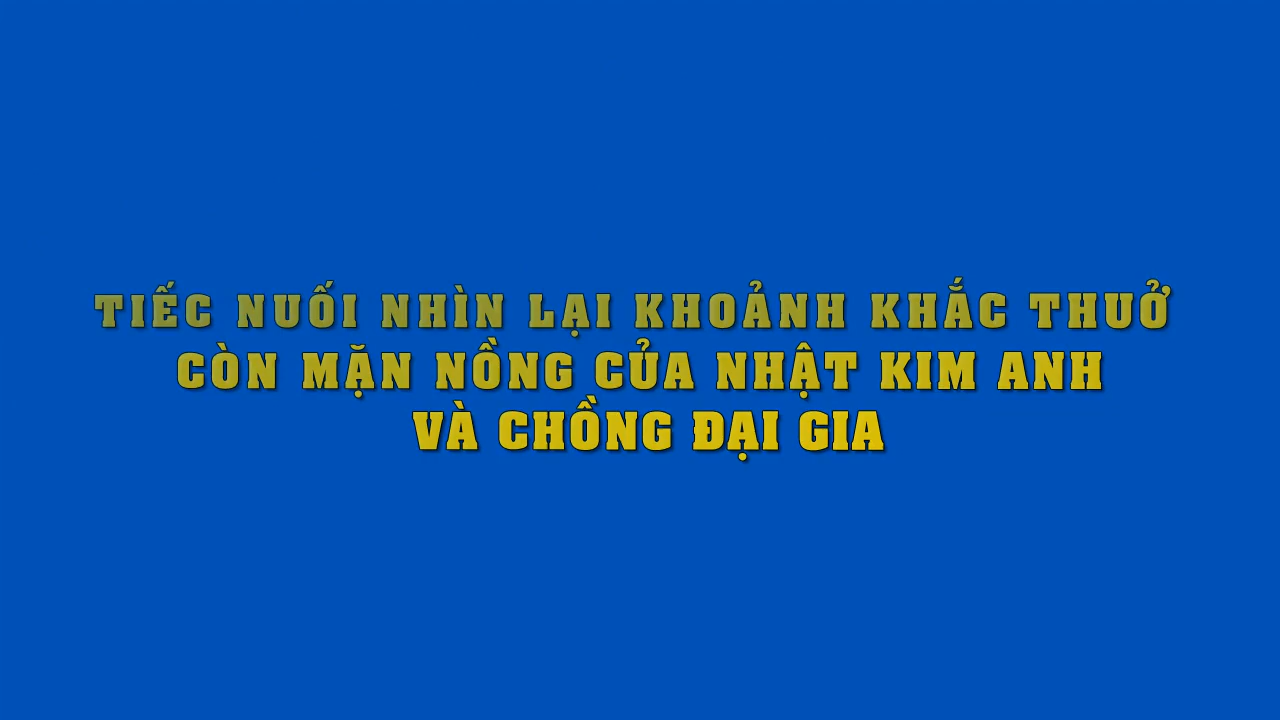 TIẾC NUỐI NHÌN LẠI KHOẢNH KHẮC THUỞ
CÒN MẶN NỒNG CỦA NHẬT KIM ANH
VÀ CHỒNG ĐẠI GIA